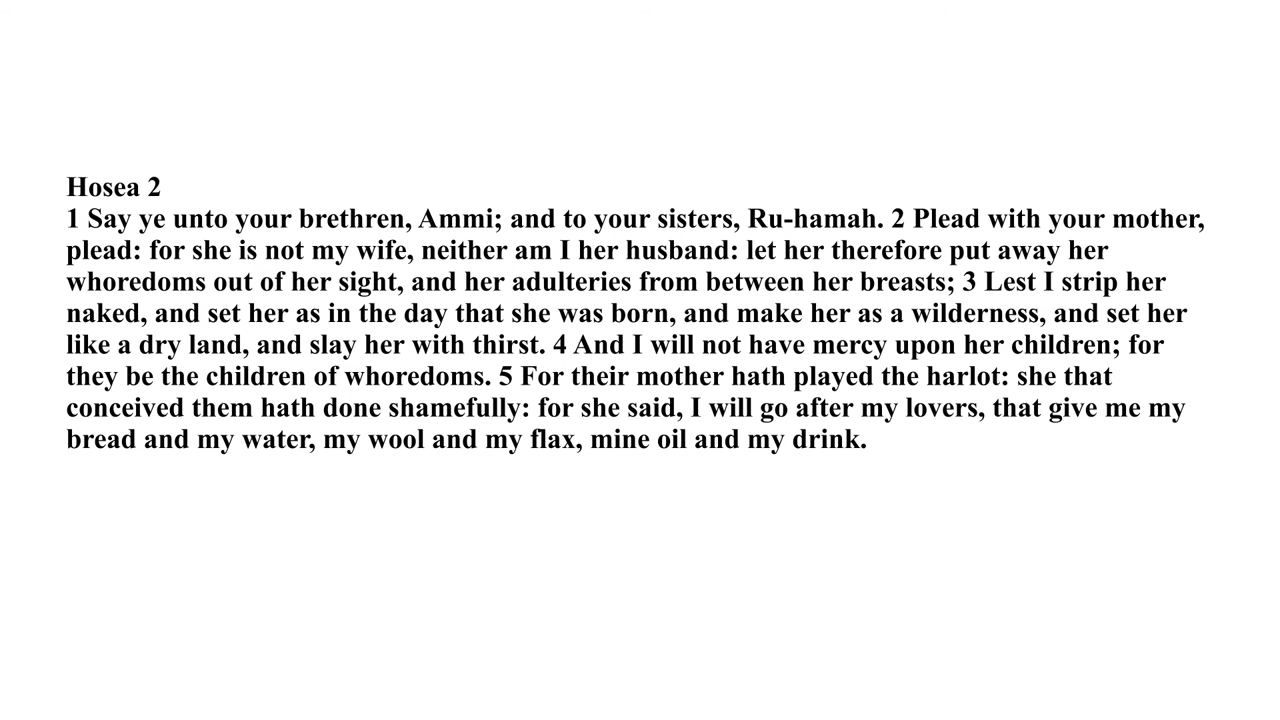 Hosea 2
1 Say ye unto your brethren, Ammi; and to your sisters, Ru-hamah. 2 Plead with your mother,
plead: for she is not my wife, neither am I her husband: let her therefore put away her
whoredoms out of her sight, and her adulteries from between her breasts; 3 Lest I strip her
naked, and set her as in the day that she was born, and make her as a wilderness, and set her
like a dry land, and slay her with thirst. 4 And I will not have mercy upon her children; for
they be the children of whoredoms. 5 For their mother hath played the harlot: she that
conceived them hath done shamefully: for she said, I will go after my lovers, that give me my
bread and my water, my wool and my flax, mine oil and my drink.